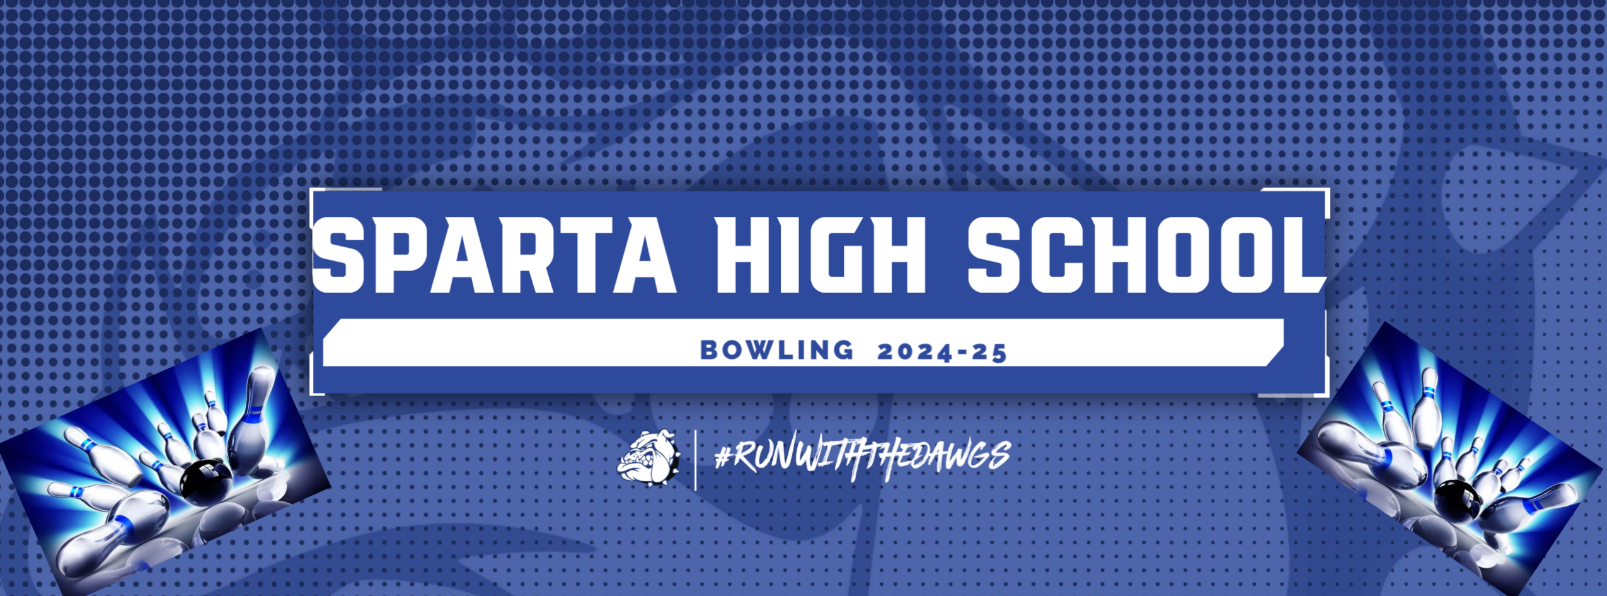 SPARTA HIGH SCHOOL
BOWLING 2024-25
#RUNWITHTHEDAWGS